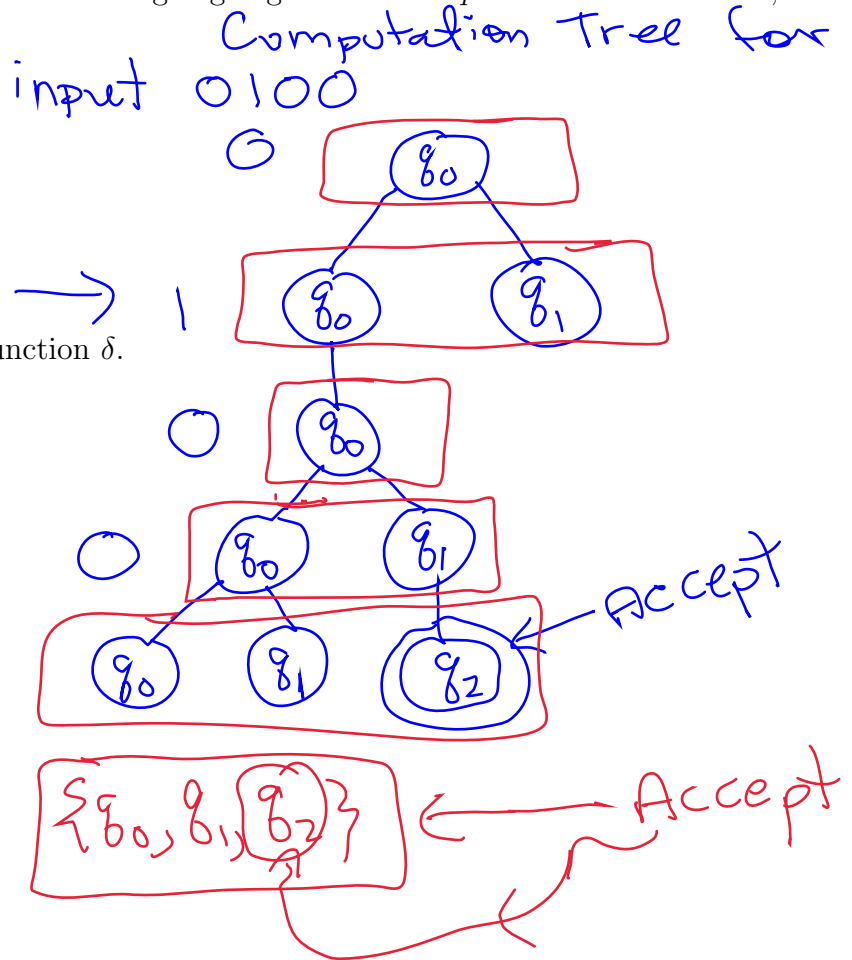 Computation Tree for
input 0100
0 q0
1 q0 q1
unction δ.
0 q0
0 q0 q1
Accept
q0 q1 q2
{q0, q1, q2} Accept